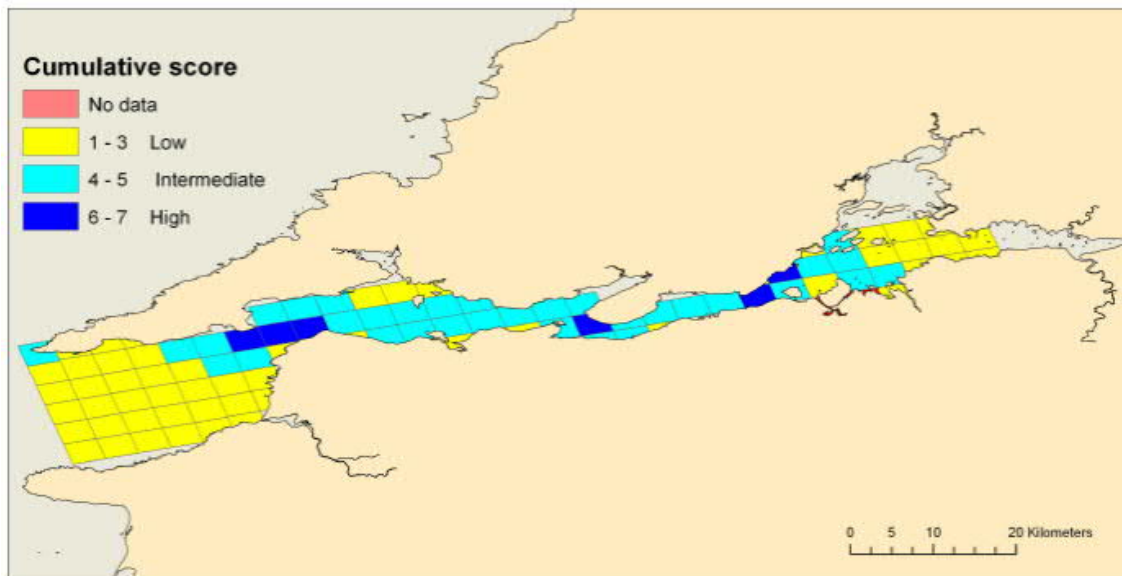 Cumulative score
No data
1 - 3 Low
4 - 5 Intermediate
6 - 7 High
0 5 10 20 Kilometers